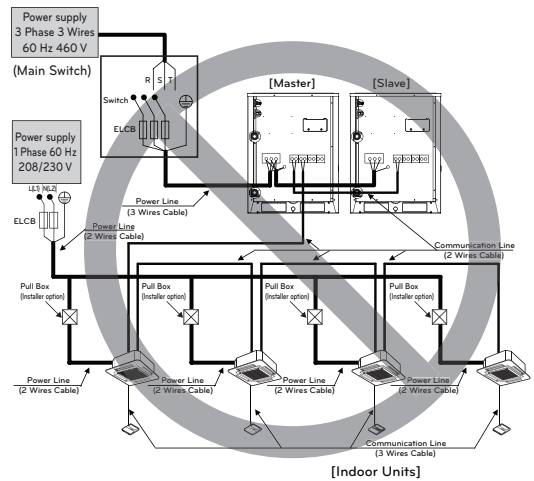 Power supply
3 Phase 3 Wires
60 Hz 460 V
(Main Switch)
R S T
Switch
ELCB
[Master]
[Slave]
Power supply
1 Phase 60 Hz
208/230 V
L(L1) N(L2)
ELCB
Power Line
(3 Wires Cable)
Power Line
(2 Wires Cable)
Communication Line
(2 Wires Cable)
Pull Box
(Installer option)
Pull Box
(Installer option)
Pull Box
(Installer option)
Pull Box
(Installer option)
Power Line
(2 Wires Cable)
Power Line
(2 Wires Cable)
Power Line
(2 Wires Cable)
Power Line
(2 Wires Cable)
Communication Line
(3 Wires Cable)
[Indoor Units]